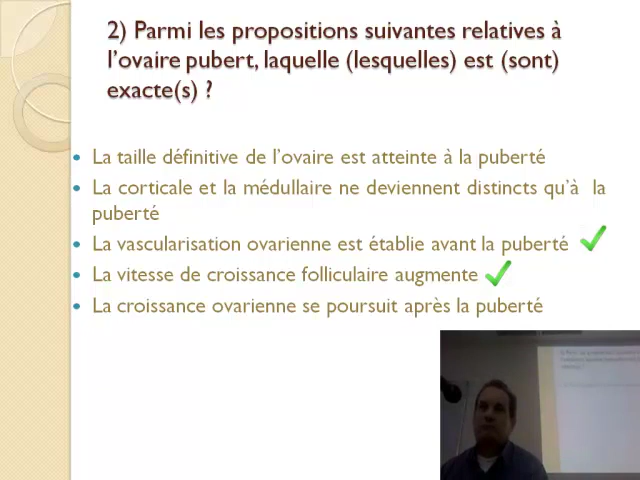 2) Parmi les propositions suivantes relatives à
l'ovaire pubert, laquelle (lesquelles) est (sont)
exacte(s) ?
La taille définitive de l'ovaire est atteinte à la puberté
La corticale et la médullaire ne deviennent distincts qu'à la
puberté
La vascularisation ovarienne est établie avant la puberté
La vitesse de croissance folliculaire augmente
La croissance ovarienne se poursuit après la puberté